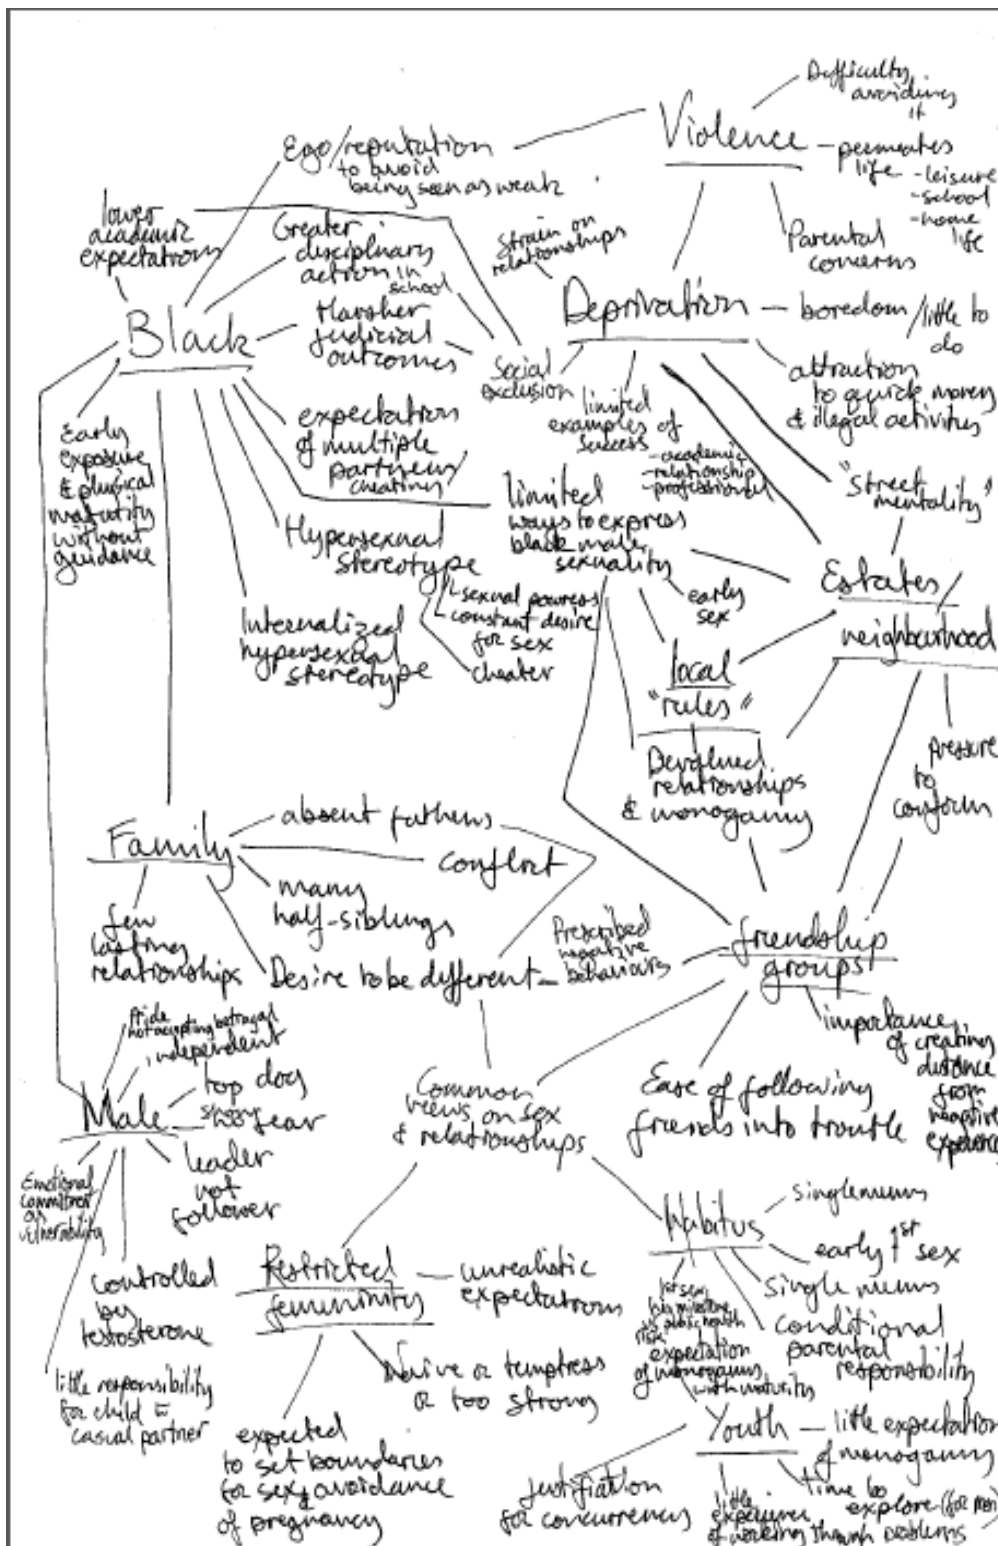 Difficulty
avoiding
it
Violence
– permeates
life
- leisure
- school
- home
life
Parental
concerns
Ego/reputation
to avoid
being seen as weak
lower
academic
expectations
Greater
disciplinary
action in
school
Strain on
relationships
Black
Harsher
judicial
outcomes
Social
exclusion
Deprivation
– boredom/little to
do
attraction
to quick money
& illegal activities
limited
examples of
success
- academic
- relationship
- professional
"Street
mentality"
Early
exposure
& physical
maturity
without
guidance
expectation
of multiple
partners/
cheating
Hypersexual
stereotype
sexual prowess
constant desire
for sex
cheater
Internalized
hypersexual
stereotype
limited
ways to express
black male
sexuality
early
sex
Estates/
neighbourhood
local
"rules"
Devalued
relationships
& monogamy
pressure
to
conform
Family
absent fathers
conflict
many
half-siblings
few
lasting
relationships
Desire to be different
Prescribed
negative
behaviours
friendship
groups
importance
of creating
distance
from
negative
Ease of following
friends into trouble
Common
views on sex
& relationships
Pride
not accepting betrayal
independent
top dog
show
no fear
Male
leader
not
follower
Emotional
commitment
vulnerability
controlled
by
testosterone
little responsibility
for child
casual partner
Restricted
femininity
unrealistic
expectations
Naive or temptress
or too strong
expected
to set boundaries
for sex & avoidance
of pregnancy
Habitus
single mums
early 1st sex
single mums
conditional
parental
responsibility
1st sex
big milestone
public health
risk
expectation
of monogamy
with maturity
Youth
– little expectation
of monogamy
time to
explore (for men)
little
experience
of working through problems
justification
for concurrency